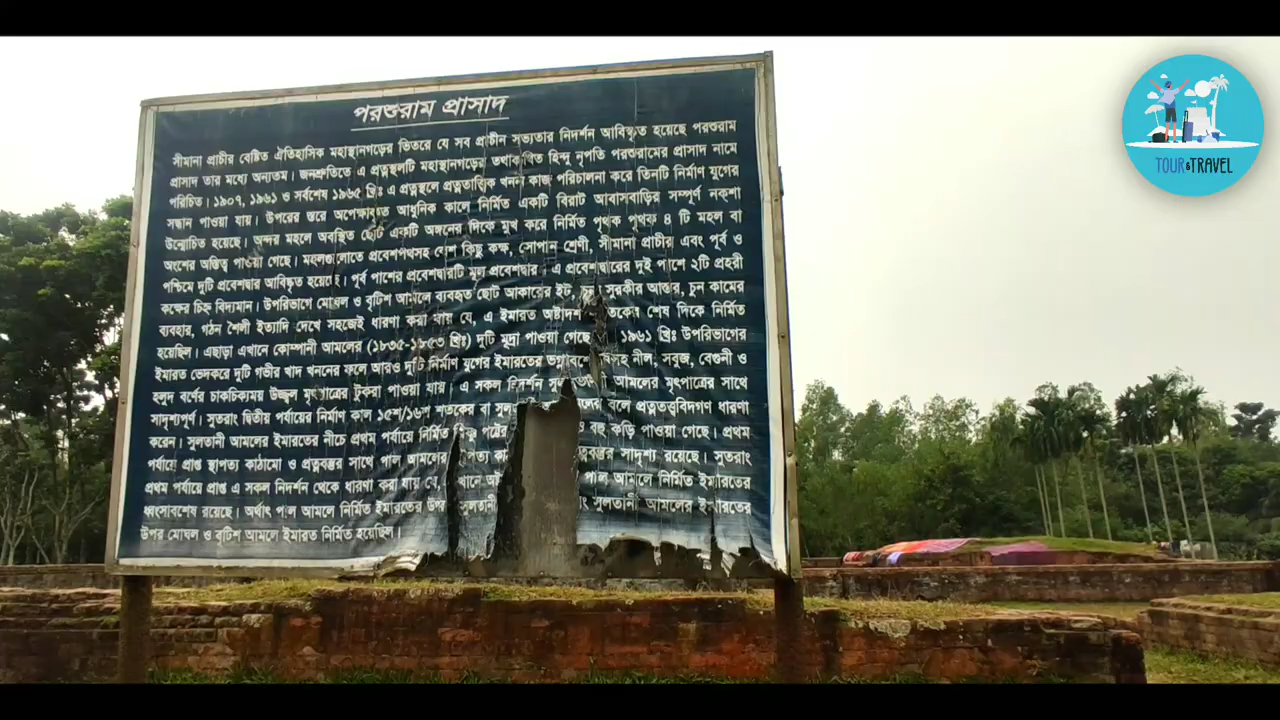 পরশুরাম প্রাসাদ
সীমানা প্রাচীর বেষ্টিত ঐতিহাসিক মহাস্থানগড়ের ভিতরে যে সব প্রাচীন সভ্যতার নিদর্শন আবিষ্কৃত হয়েছে পরশুরাম
প্রাসাদ তার মধ্যে অন্যতম। জনশ্রুতিতে এ প্রত্নস্থলটি মহাস্থানগড়ের তথাকথিত হিন্দু নৃপতি পরশুরামের প্রাসাদ নামে
পরিচিত। ১৯০৭, ১৯৬১ ও সর্বশেষ ১৯৯৫ খ্রিঃ এ প্রত্নস্থলে প্রত্নতাত্ত্বিক খনন কাজ পরিচালনা করে তিনটি নির্মাণ যুগের
সন্ধান পাওয়া যায়। উপরের স্তরে অপেক্ষাকৃত আধুনিক কালে নির্মিত একটি বিরাট আবাসবাড়ির সম্পূর্ণ নক্শা
উন্মোচিত হয়েছে। অন্দর মহলে অবস্থিত ছোট একটি অঙ্গনের দিকে মুখ করে নির্মিত পৃথক পৃথক ৪ টি মহল বা
অংশের অস্তিত্ব পাওয়া গেছে। মহলগুলোতে প্রবেশপথসহ বেশ কিছু কক্ষ, সোপান শ্রেণী, সীমানা প্রাচীর এবং পূর্ব ও
পশ্চিমে দুটি প্রবেশদ্বার আবিষ্কৃত হয়েছে। পূর্ব পাশের প্রবেশদ্বারটি মূল প্রবেশদ্বার। এ প্রবেশদ্বারের দুই পাশে ২টি প্রহরী
কক্ষের চিহ্ন বিদ্যমান। উপরিভাগে মোঘল ও বৃটিশ আমলে ব্যবহৃত ছোট আকারের ইট, সুরকীর আস্তর, চুন কামের
ব্যবহার, গঠন শৈলী ইত্যাদি দেখে সহজেই ধারণা করা যায় যে, এ ইমারত অষ্টাদশ শতকের শেষ দিকে নির্মিত
হয়েছিল। এছাড়া এখানে কোম্পানী আমলের (১৮৩৫-১৮৫৩ খ্রিঃ) দুটি মুদ্রা পাওয়া গেছে ১৯৬১ খ্রিঃ উপরিভাগের
ইমারত ভেদকরে দুটি গভীর খাদ খননের ফলে আরও দুটি নির্মাণ যুগের ইমারতের নীল, সবুজ, বেগুনী ও
হলুদ বর্ণের চাকচিক্যময় উজ্জ্বল মৃৎপাত্রের টুকরা পাওয়া যায়। এ সকল নিদর্শন আমলের মৃৎপাত্রের সাথে
সাদৃশ্যপূর্ণ। সুতরাং দ্বিতীয় পর্যায়ের নির্মাণ কাল ১৫শ/১৬শ শতকের বা বলে প্রত্নতত্ত্ববিদগণ ধারণা
করেন। সুলতানী আমলের ইমারতের নীচে প্রথম পর্যায়ে নির্মিত ও বহু কড়ি পাওয়া গেছে। প্রথম
পর্যায়ে প্রাপ্ত স্থাপত্য কাঠামো ও প্রত্নবস্তুর সাথে পাল আমলের সাদৃশ্য রয়েছে। সুতরাং
প্রথম পর্যায়ে প্রাপ্ত এ সকল নিদর্শন থেকে ধারণা করা যায় যে, পাল আমলে নির্মিত ইমারতের
ধ্বংসাবশেষ রয়েছে। অর্থাৎ পাল আমলে নির্মিত ইমারতের উপর সুলতানী সুলতানী আমলের ইমারতের
উপর মোঘল ও বৃটিশ আমলে ইমারত নির্মিত হয়েছিল।
TOUR & TRAVEL